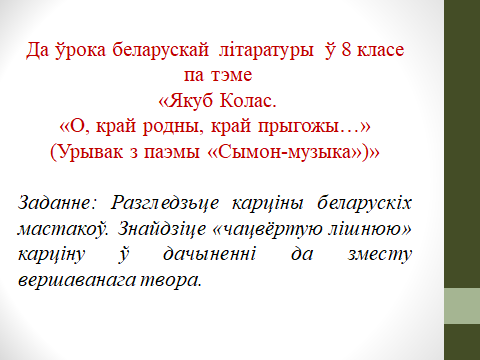 Да ўрока беларускай літаратуры ў 8 класе
па тэме
«Якуб Колас.
«О, край родны, край прыгожы…»
(Урывак з паэмы «Сымон-музыка»)»
Заданне: Разгледзьце карціны беларускіх
мастакоў. Знайдзіце «чацвёртую лішнюю»
карціну ў дачыненні да зместу
вершаванага твора.